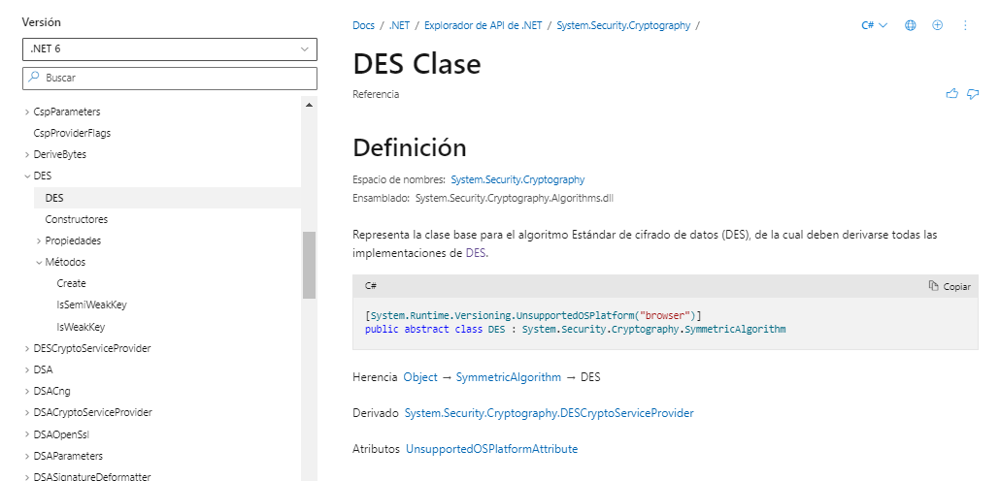 Versión
.NET 6
Buscar
CspParameters
CspProviderFlags
DeriveBytes
DES
DES
Constructores
Propiedades
Métodos
Create
IsSemiWeakKey
IsWeakKey
DESCryptoServiceProvider
DSA
DSACng
DSACryptoServiceProvider
DSAOpenSsl
DSAParameters
DSASignatureDeformatter
Docs / .NET / Explorador de API de .NET / System.Security.Cryptography /
C#
DES Clase
Referencia
Definición
Espacio de nombres: System.Security.Cryptography
Ensamblado: System.Security.Cryptography.Algorithms.dll
Representa la clase base para el algoritmo Estándar de cifrado de datos (DES), de la cual deben derivarse todas las
implementaciones de DES.
C# Copiar
[System.Runtime.Versioning.UnsupportedOSPlatform("browser")]
public abstract class DES : System.Security.Cryptography.SymmetricAlgorithm
Herencia Object → SymmetricAlgorithm → DES
Derivado System.Security.Cryptography.DESCryptoServiceProvider
Atributos UnsupportedOSPlatformAttribute